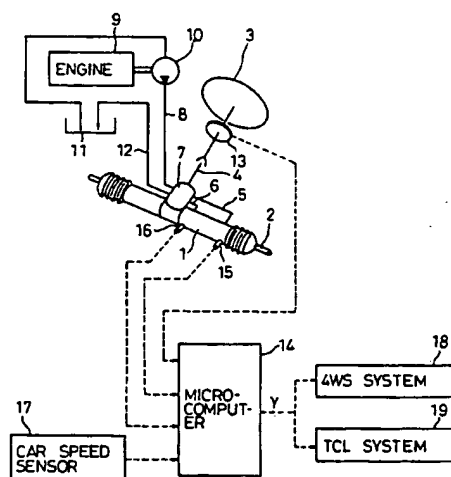 9
10
3
ENGINE
8
11
12
7
13
4
6
5
2
16
1
15
14
18
MICRO-
COMPUT-
ER
γ
4WS SYSTEM
17
19
CAR SPEED
SENSOR
TCL SYSTEM